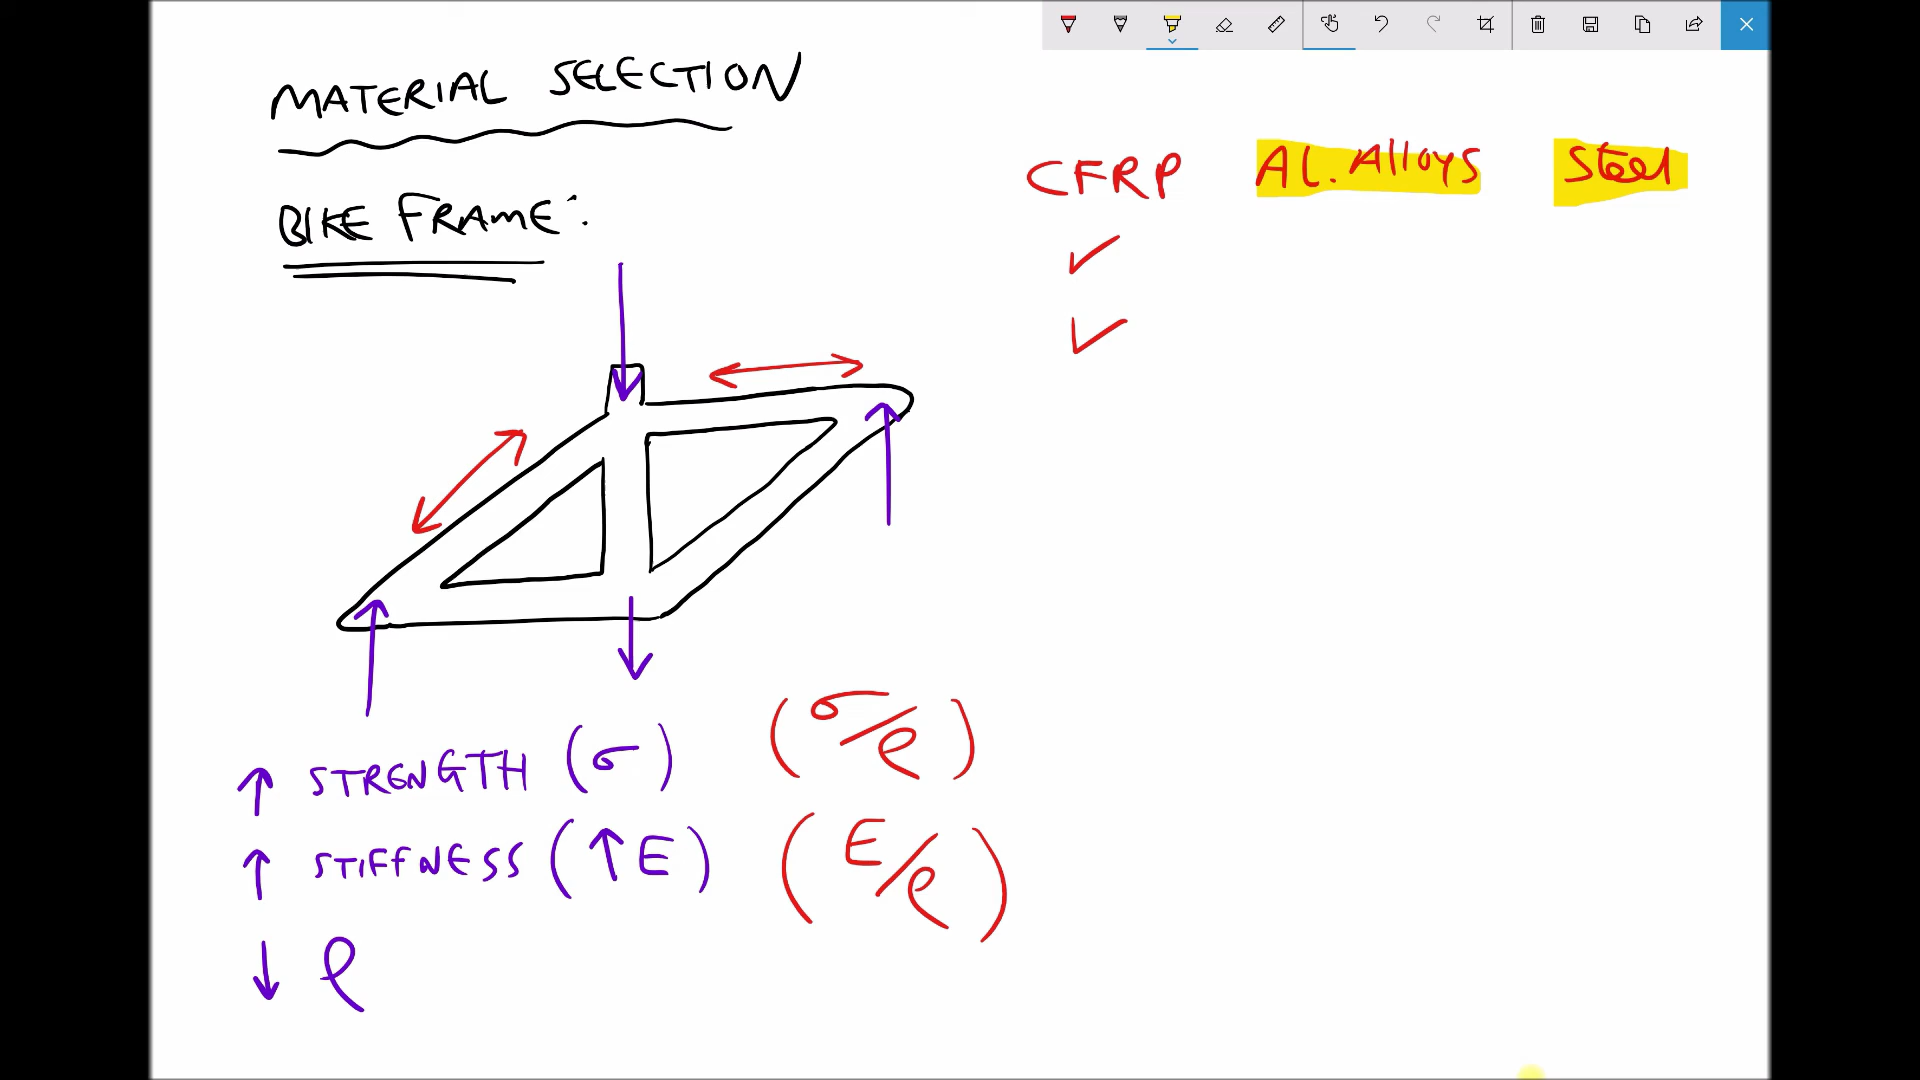 MATERIAL SELECTION
BIKE FRAME:
CFRP Al. Alloys Steel
✓
✓
↑ STRENGTH (σ) (σ/ρ)
↑ STIFFNESS (↑ E) (E/ρ)
↓ ρ